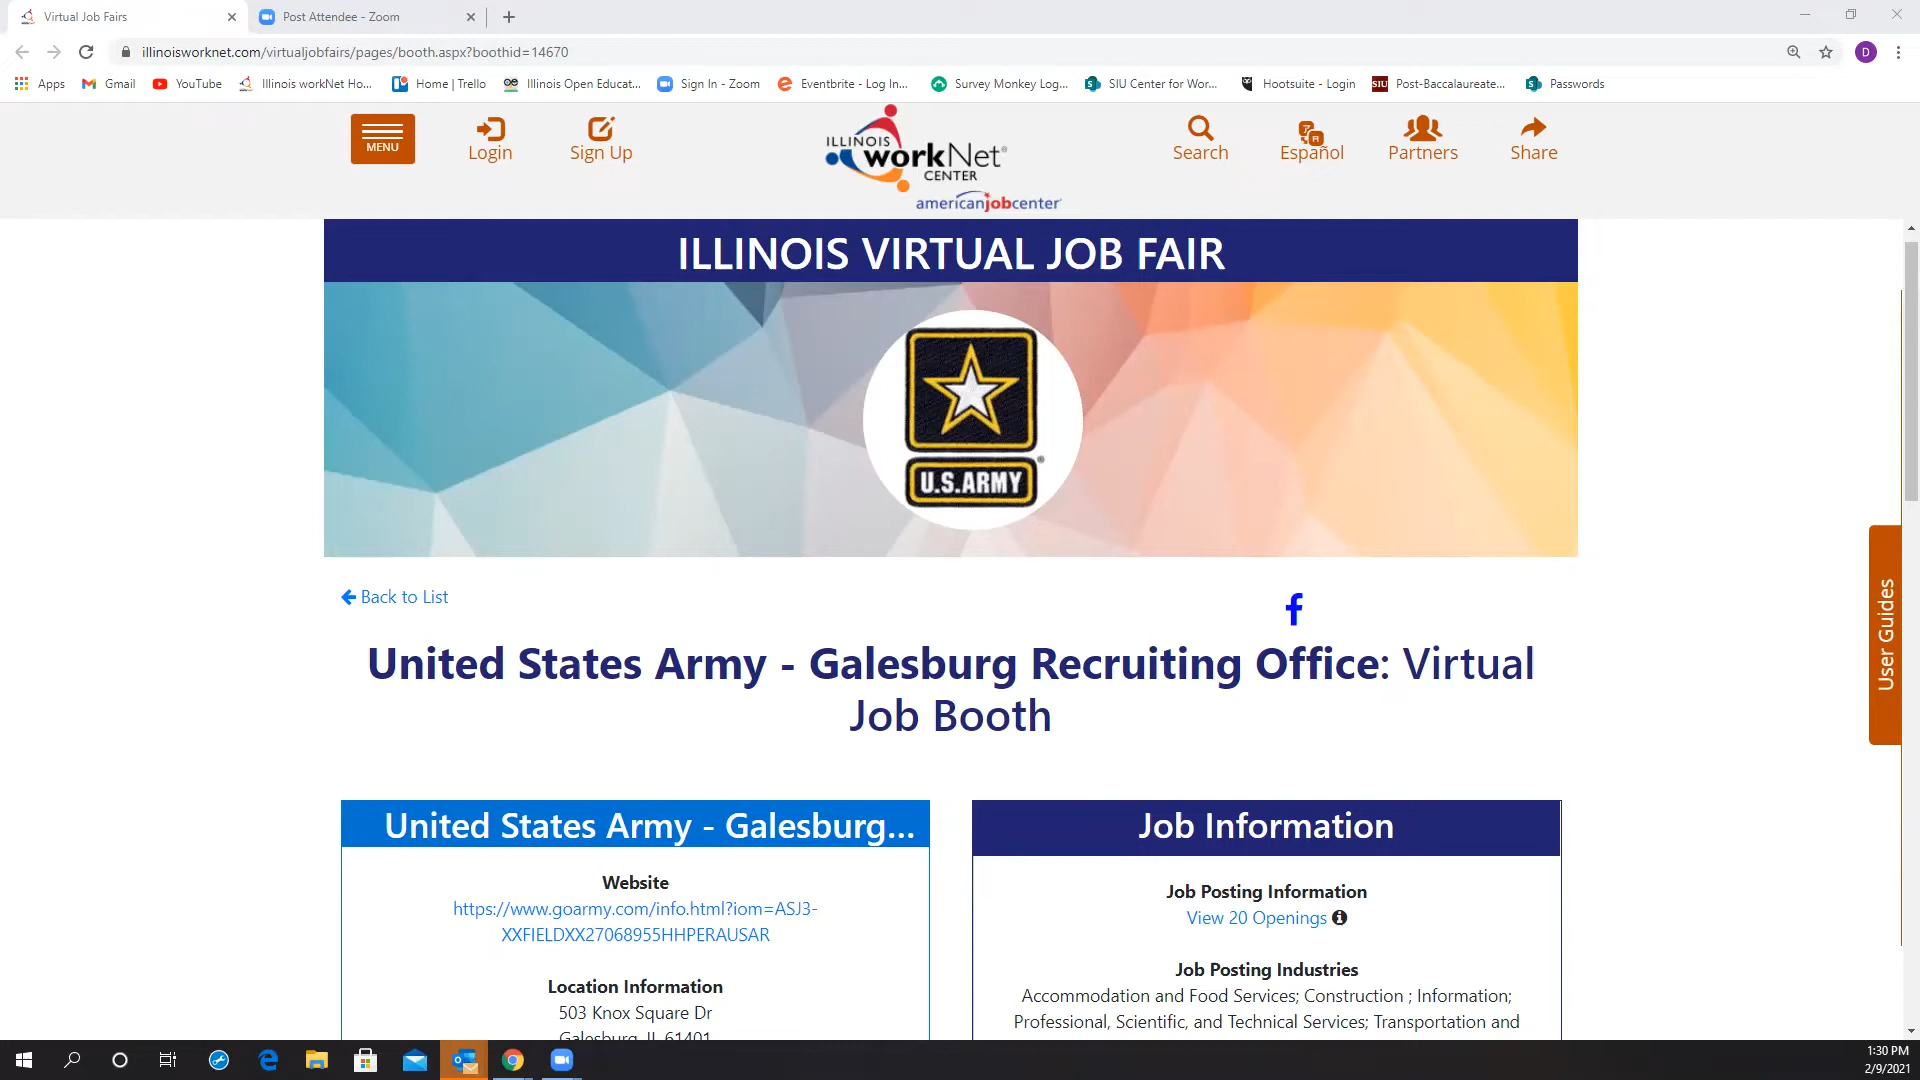 Virtual Job Fairs
Post Attendee - Zoom
illinoisworknet.com/virtualjobfairs/pages/booth.aspx?boothid=14670
D
Apps
Gmail
YouTube
Illinois workNet Ho...
Home | Trello
Illinois Open Educat...
Sign In - Zoom
Eventbrite - Log In...
Survey Monkey Log...
SIU Center for Wor...
Hootsuite - Login
SIU Post-Baccalaureate...
Passwords
MENU
Login
Sign Up
ILLINOIS
workNet®
CENTER
americanjobcenter
Search
Español
Partners
Share
ILLINOIS VIRTUAL JOB FAIR
U.S.ARMY
®
Back to List
United States Army - Galesburg Recruiting Office: Virtual
Job Booth
User Guides
United States Army - Galesburg...
Website
https://www.goarmy.com/info.html?iom=ASJ3-
XXFIELDXX27068955HHPERAUSAR
Location Information
503 Knox Square Dr
Galesburg, IL 61401
Job Information
Job Posting Information
View 20 Openings
Job Posting Industries
Accommodation and Food Services; Construction ; Information;
Professional, Scientific, and Technical Services; Transportation and
1:30 PM
2/9/2021